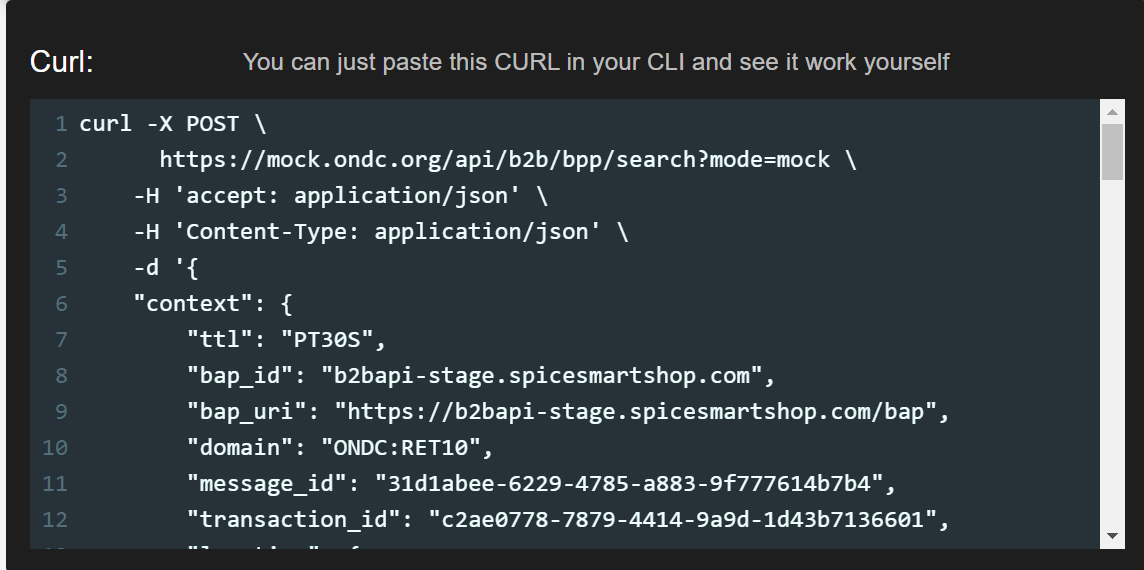 Curl:
You can just paste this CURL in your CLI and see it work yourself
1 curl -X POST \
2 https://mock.ondc.org/api/b2b/bpp/search?mode=mock \
3 -H 'accept: application/json' \
4 -H 'Content-Type: application/json' \
5 -d '{
6 "context": {
7 "ttl": "PT30S",
8 "bap_id": "b2bapi-stage.spicesmartshop.com",
9 "bap_uri": "https://b2bapi-stage.spicesmartshop.com/bap",
10 "domain": "ONDC:RET10",
11 "message_id": "31d1abee-6229-4785-a883-9f777614b7b4",
12 "transaction_id": "c2ae0778-7879-4414-9a9d-1d43b7136601",